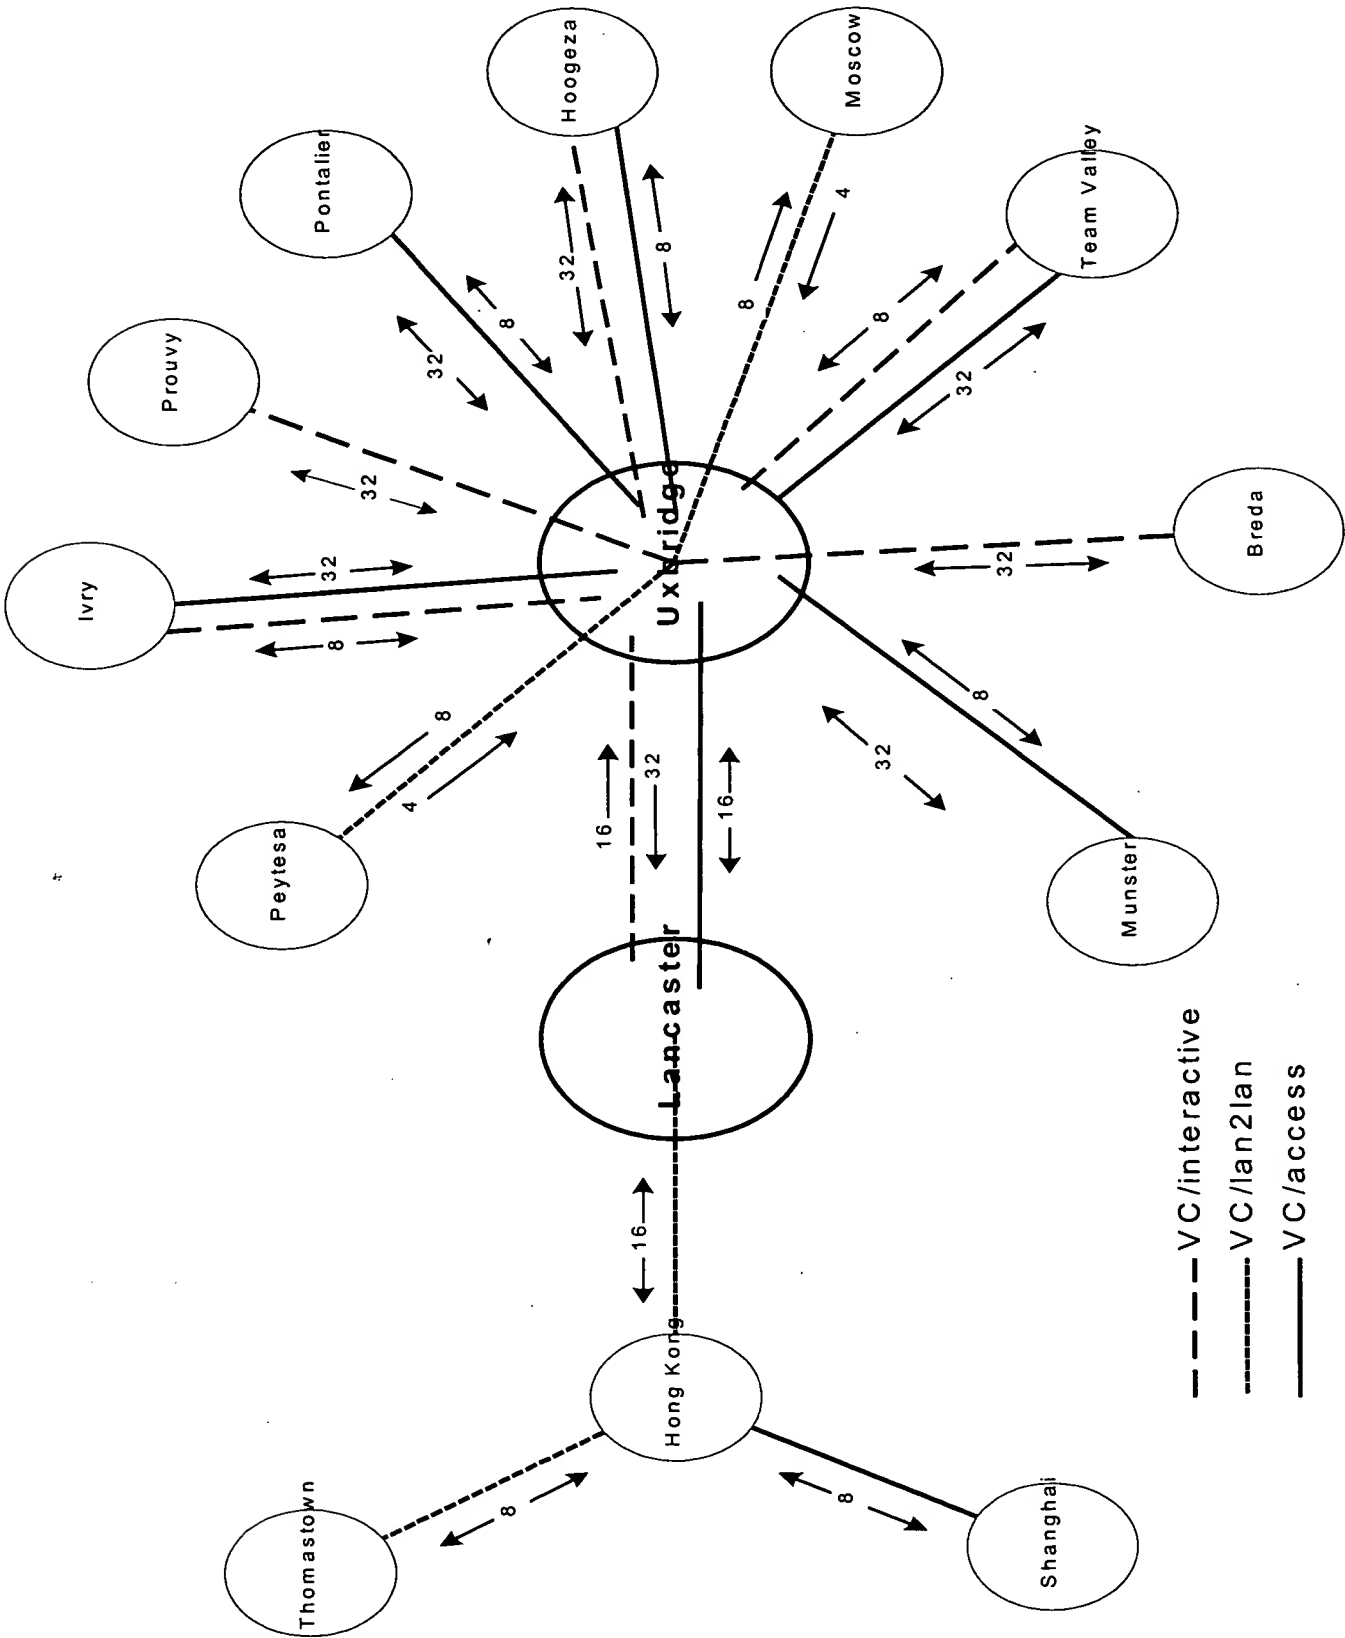 Ivry
Prouvy
Peytesa
Thomastown
Pontalier
8
32
32
4
32
8
8
8
32
Hoogeza
16
16
32
8
Hong Kong
Lancaster
Uxbridge
16
8
4
8
Moscow
32
8
32
8
32
Shanghai
Team Valley
Munster
Breda
VC/interactive
VC/lan2lan
VC/access